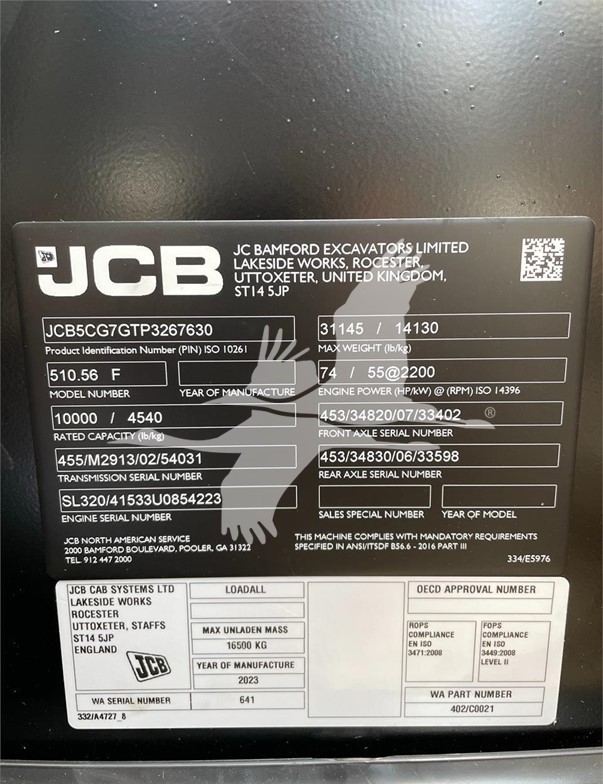 JCB
JC BAMFORD EXCAVATORS LIMITED
LAKESIDE WORKS, ROCESTER,
UTTOXETER, UNITED KINGDOM,
ST14 5JP
JCB5CG7GTP3267630
Product Identification Number (PIN) ISO 10261
31145 / 14130
MAX WEIGHT (lb/kg)
510.56 F
MODEL NUMBER
YEAR OF MANUFACTURE
74 / 55@2200
ENGINE POWER (HP/kW) @ (RPM) ISO 14396
10000 / 4540
RATED CAPACITY (lb/kg)
453/34820/07/33402
®
FRONT AXLE SERIAL NUMBER
455/M2913/02/54031
TRANSMISSION SERIAL NUMBER
453/34830/06/33598
REAR AXLE SERIAL NUMBER
SL320/41533U0854223
ENGINE SERIAL NUMBER
SALES SPECIAL NUMBER
YEAR OF MODEL
JCB NORTH AMERICAN SERVICE
2000 BAMFORD BOULEVARD, POOLER, GA 31322
TEL. 912 447 2000
THIS MACHINE COMPLIES WITH MANDATORY REQUIREMENTS
SPECIFIED IN ANSI/ITSDF B56.6 - 2016 PART III
334/E5976
JCB CAB SYSTEMS LTD
LAKESIDE WORKS
ROCESTER
UTTOXETER, STAFFS
ST14 5JP
ENGLAND
JCB
WA SERIAL NUMBER
332/A4727_8
LOADALL
MAX UNLADEN MASS
16500 KG
YEAR OF MANUFACTURE
2023
641
OECD APPROVAL NUMBER
ROPS
COMPLIANCE
EN ISO
3471:2008
FOPS
COMPLIANCE
EN ISO
3449:2008
LEVEL II
WA PART NUMBER
402/C0021